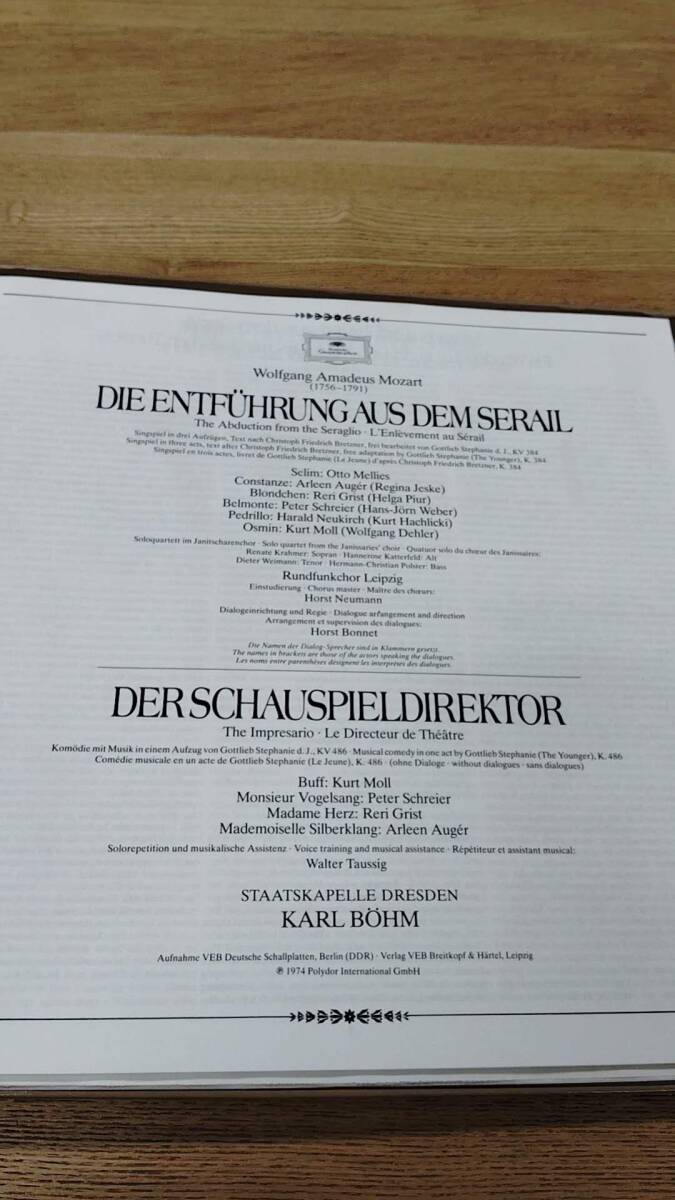 Deutsche
Grammophon
Wolfgang Amadeus Mozart
(1756–1791)
DIE ENTFÜHRUNG AUS DEM SERAIL
The Abduction from the Seraglio · L'Enlèvement au Sérail
Singspiel in drei Aufzügen, Text nach Christoph Friedrich Bretzner, frei bearbeitet von Gottlieb Stephanie d. J., KV 384
Singspiel in three acts, text after Christoph Friedrich Bretzner, free adaptation by Gottlieb Stephanie (The Younger), K. 384
Singspiel en trois actes, livret de Gottlieb Stephanie (Le Jeune) d'après Christoph Friedrich Bretzner, K. 384
Selim: Otto Mellies
Constanze: Arleen Augér (Regina Jeske)
Blondchen: Reri Grist (Helga Piur)
Belmonte: Peter Schreier (Hans-Jörn Weber)
Pedrillo: Harald Neukirch (Kurt Hachlicki)
Osmin: Kurt Moll (Wolfgang Dehler)
Soloquartett im Janitscharenchor · Solo quartet from the Janissaries' choir · Quatuor solo du chœur des Janissaires:
Renate Krahmer: Sopran · Hannerose Katterfeld: Alt
Dieter Weimann: Tenor · Hermann-Christian Polster: Bass
Rundfunkchor Leipzig
Einstudierung · Chorus master · Maître des chœurs:
Horst Neumann
Dialogeinrichtung und Regie · Dialogue arrangement and direction
Arrangement et supervision des dialogues:
Horst Bonnet
Die Namen der Dialog-Sprecher sind in Klammern gesetzt.
The names in brackets are those of the actors speaking the dialogues.
Les noms entre parenthèses désignent les interprètes des dialogues.
DER SCHAUSPIELDIREKTOR
The Impresario · Le Directeur de Théâtre
Komödie mit Musik in einem Aufzug von Gottlieb Stephanie d. J., KV 486 · Musical comedy in one act by Gottlieb Stephanie (The Younger), K. 486
Comédie musicale en un acte de Gottlieb Stephanie (Le Jeune), K. 486 · (ohne Dialoge · without dialogues · sans dialogues)
Buff: Kurt Moll
Monsieur Vogelsang: Peter Schreier
Madame Herz: Reri Grist
Mademoiselle Silberklang: Arleen Augér
Solorepetition und musikalische Assistenz · Voice training and musical assistance · Répétiteur et assistant musical:
Walter Taussig
STAATSKAPELLE DRESDEN
KARL BÖHM
Aufnahme VEB Deutsche Schallplatten, Berlin (DDR) · Verlag VEB Breitkopf & Härtel, Leipzig
℗ 1974 Polydor International GmbH